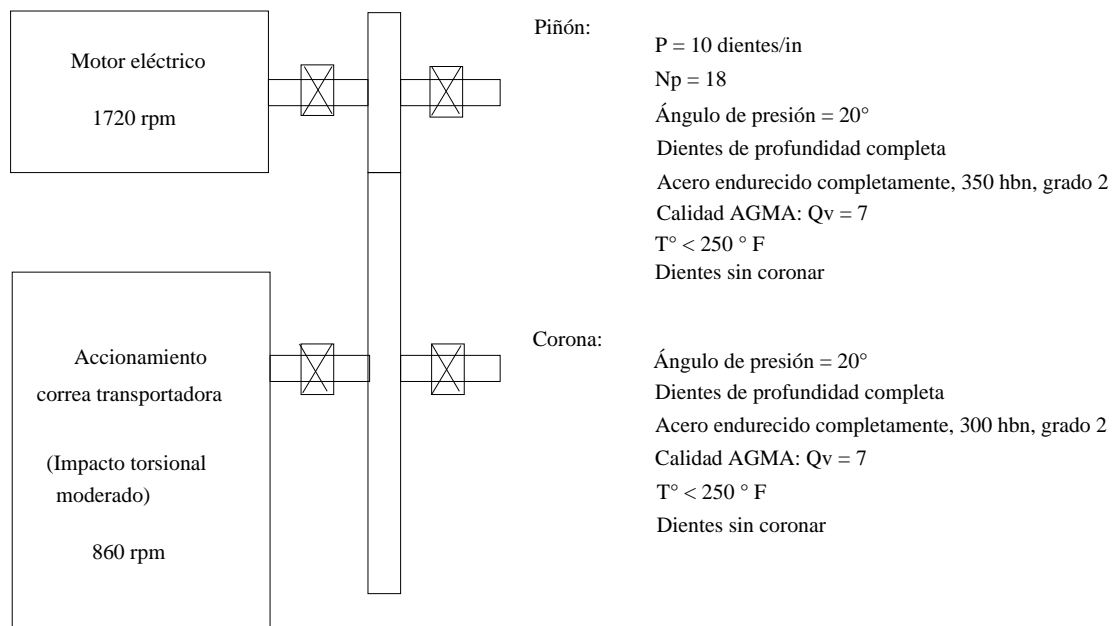 Motor eléctrico
1720 rpm
Piñón:
P = 10 dientes/in
Np = 18
Ángulo de presión = 20°
Dientes de profundidad completa
Acero endurecido completamente, 350 hbn, grado 2
Calidad AGMA: Qv = 7
T° < 250 ° F
Dientes sin coronar
Accionamiento
correa transportadora
(Impacto torsional
moderado)
860 rpm
Corona:
Ángulo de presión = 20°
Dientes de profundidad completa
Acero endurecido completamente, 300 hbn, grado 2
Calidad AGMA: Qv = 7
T° < 250 ° F
Dientes sin coronar